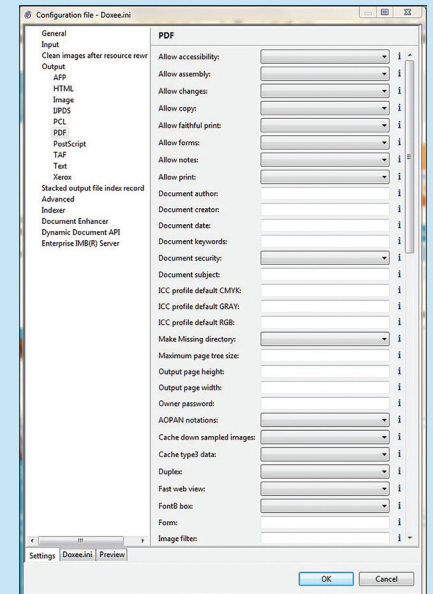 Configuration file - Doxee.ini
General
Input
Clean images after resource rewr
Output
AFP
HTML
Image
IJPDS
PCL
PDF
PostScript
TAF
Text
Xerox
Stacked output file index record
Advanced
Indexer
Document Enhancer
Dynamic Document API
Enterprise IMB(R) Server
PDF
Allow accessibility: i
Allow assembly: i
Allow changes: i
Allow copy: i
Allow faithful print: i
Allow forms: i
Allow notes: i
Allow print: i
Document author: i
Document creator: i
Document date: i
Document keywords: i
Document security: i
Document subject: i
ICC profile default CMYK: i
ICC profile default GRAY: i
ICC profile default RGB: i
Make Missing directory: i
Maximum page tree size: i
Output page height: i
Output page width: i
Owner password: i
AOPAN notations: i
Cache down sampled images: i
Cache type3 data: i
Duplex: i
Fast web view: i
FontB box: i
Form: i
Image filter: i
Settings Doxee.ini Preview
OK Cancel